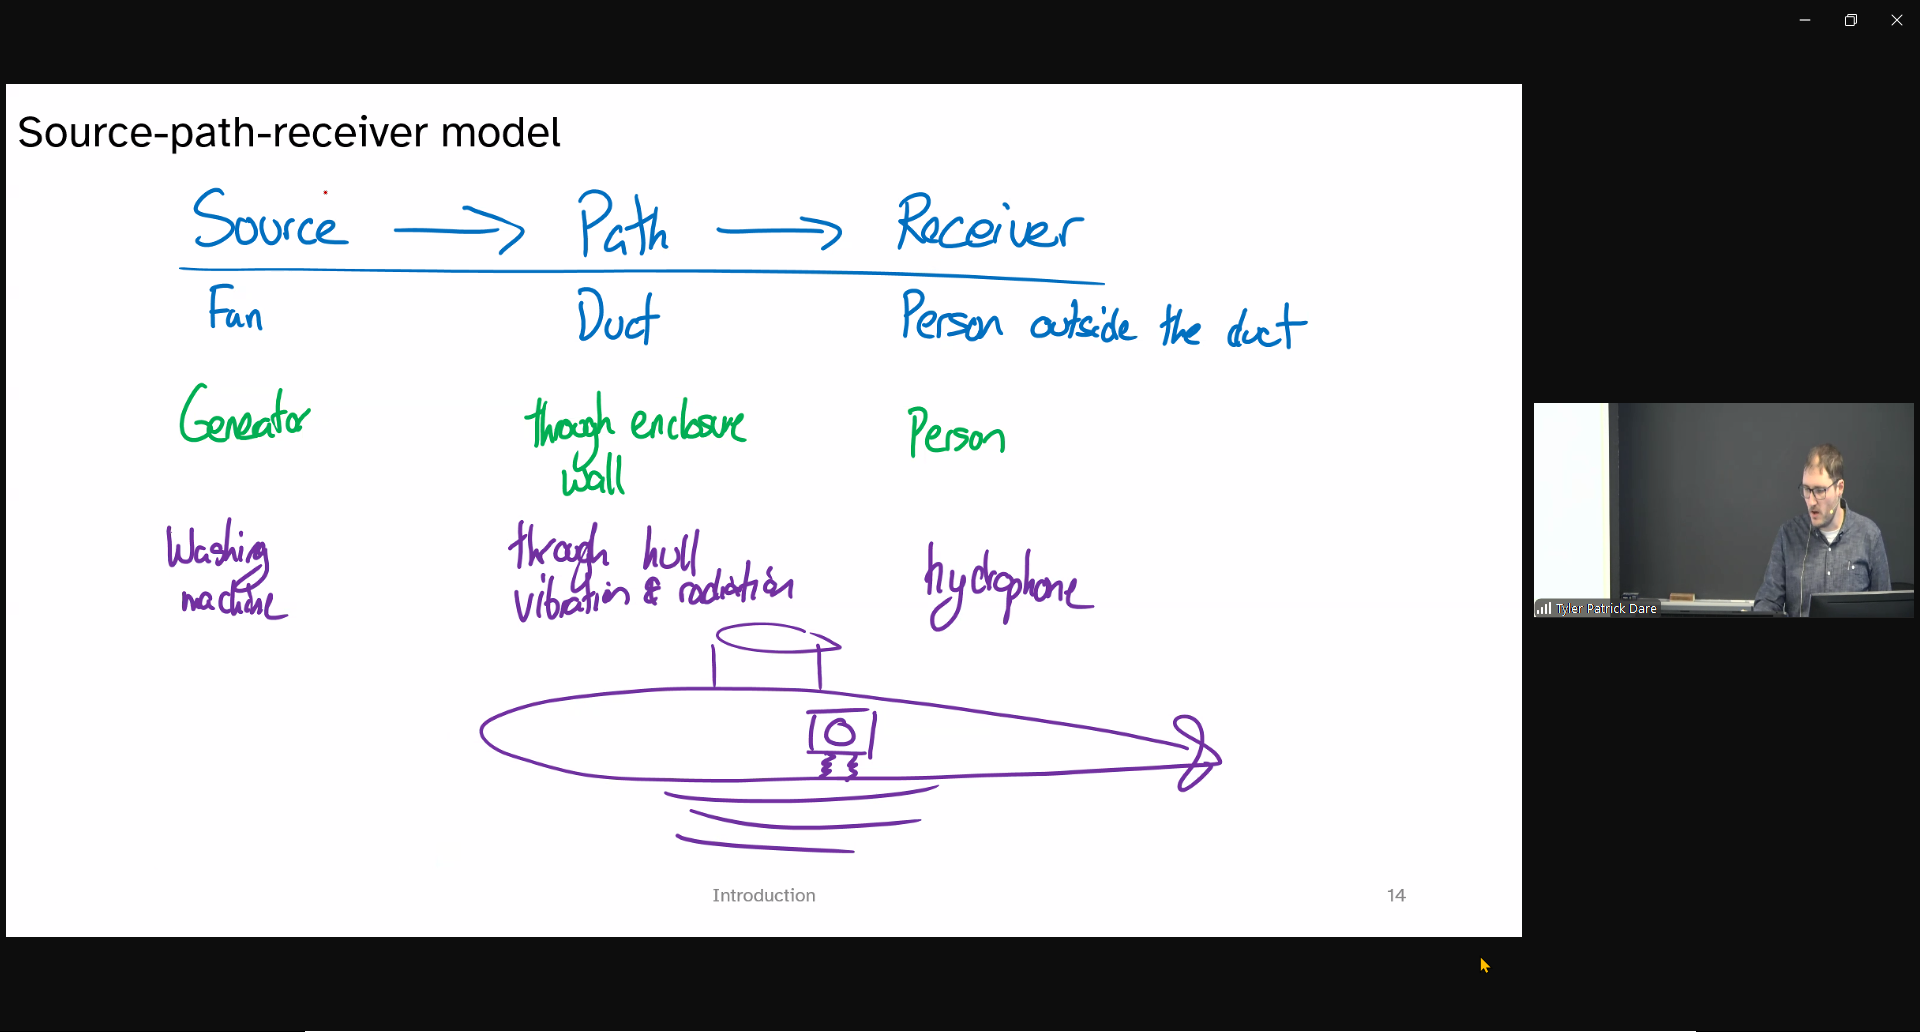 Source-path-receiver model
Source → Path → Receiver
Fan Duct Person outside the duct
Generator through enclosure Person
wall
Washing through hull hydrophone
machine vibration & radiation
Introduction 14
Tyler Patrick Dare